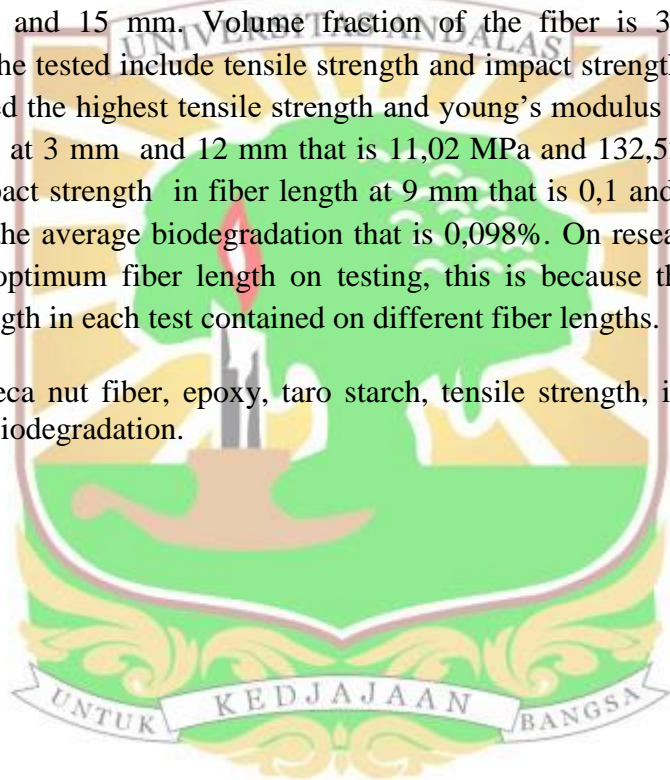 and 15 mm. Volume fraction of the fiber is 3
UNIVERSITAS ANDALAS
he tested include tensile strength and impact strength
ed the highest tensile strength and young's modulus
at 3 mm and 12 mm that is 11,02 MPa and 132,5
pact strength in fiber length at 9 mm that is 0,1 and
the average biodegradation that is 0,098%. On resea
optimum fiber length on testing, this is because th
gth in each test contained on different fiber lengths.
eca nut fiber, epoxy, taro starch, tensile strength, i
biodegradation.
UNTUK KEDJAJAAN BANGSA